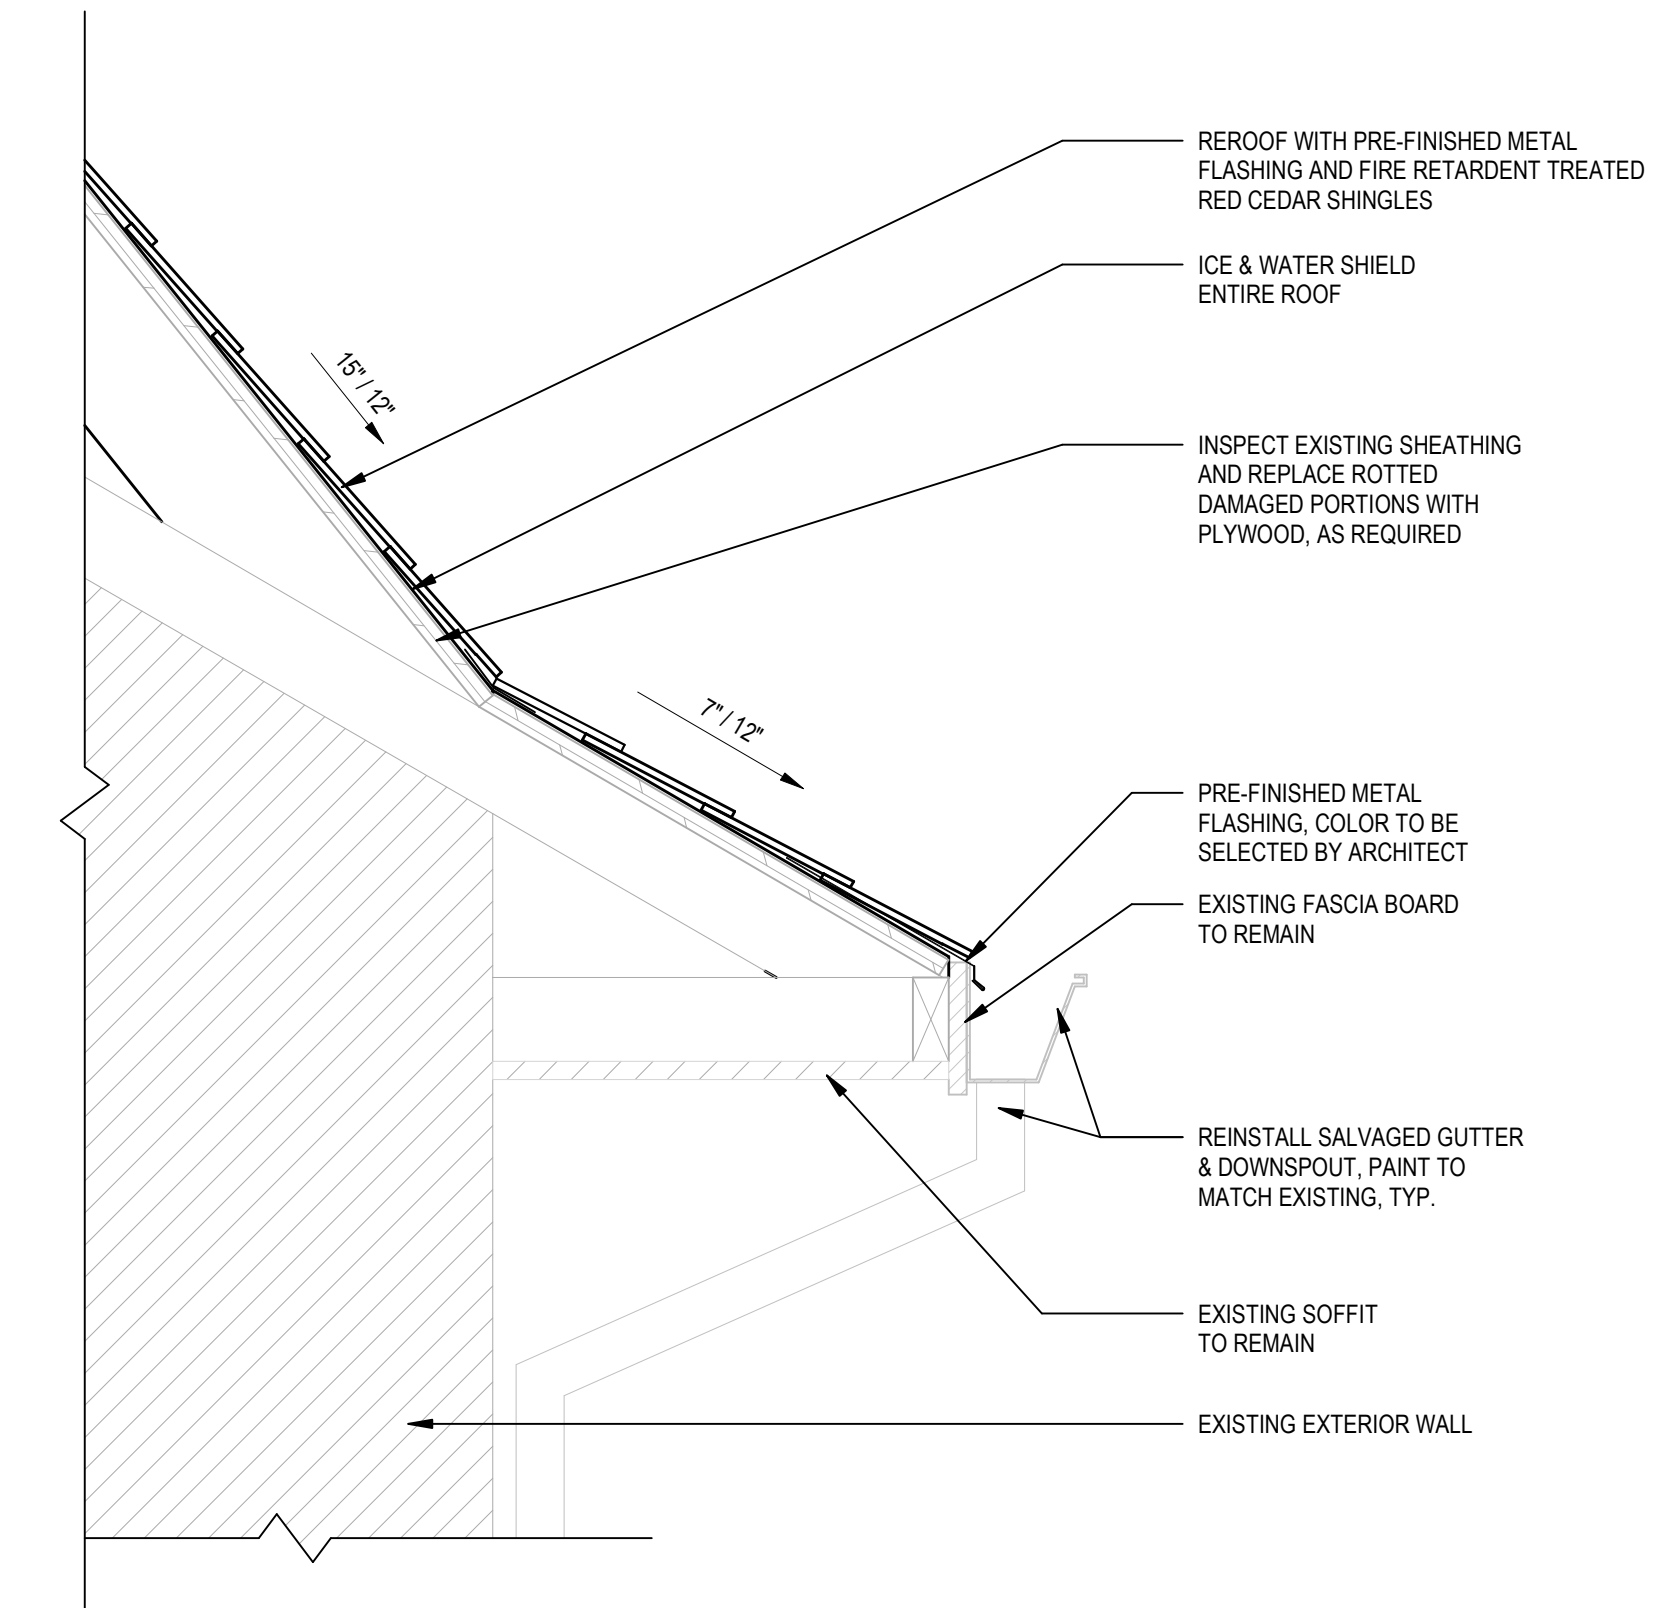 REROOF WITH PRE-FINISHED METAL
FLASHING AND FIRE RETARDENT TREATED
RED CEDAR SHINGLES
ICE & WATER SHIELD
ENTIRE ROOF
15" / 12"
INSPECT EXISTING SHEATHING
AND REPLACE ROTTED
DAMAGED PORTIONS WITH
PLYWOOD, AS REQUIRED
7" / 12"
PRE-FINISHED METAL
FLASHING, COLOR TO BE
SELECTED BY ARCHITECT
EXISTING FASCIA BOARD
TO REMAIN
REINSTALL SALVAGED GUTTER
& DOWNSPOUT, PAINT TO
MATCH EXISTING, TYP.
EXISTING SOFFIT
TO REMAIN
EXISTING EXTERIOR WALL